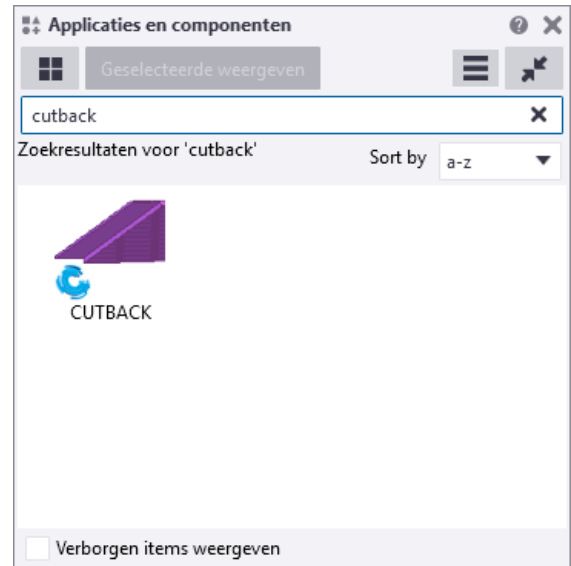 Applicaties en componenten
Geselecteerde weergeven
cutback
Zoekresultaten voor 'cutback'
Sort by a-z
CUTBACK
Verborgen items weergeven